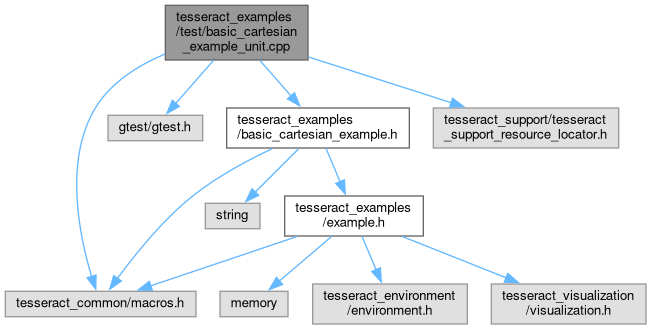 tesseract_examples
/test/basic_cartesian
_example_unit.cpp
gtest/gtest.h
tesseract_examples
/basic_cartesian_example.h
tesseract_support/tesseract
_support_resource_locator.h
string
tesseract_examples
/example.h
tesseract_common/macros.h
memory
tesseract_environment
/environment.h
tesseract_visualization
/visualization.h